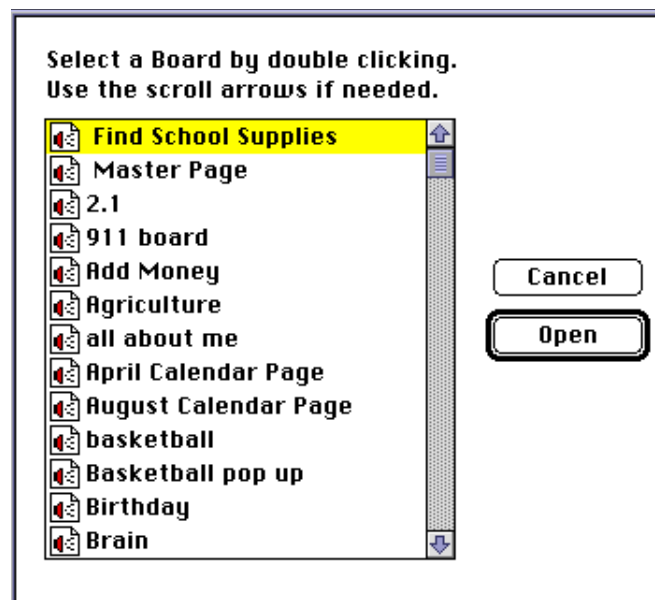 Select a Board by double clicking.
Use the scroll arrows if needed.
Find School Supplies
Master Page
2.1
911 board
Add Money
Agriculture
all about me
April Calendar Page
August Calendar Page
basketball
Basketball pop up
Birthday
Brain
Cancel
Open